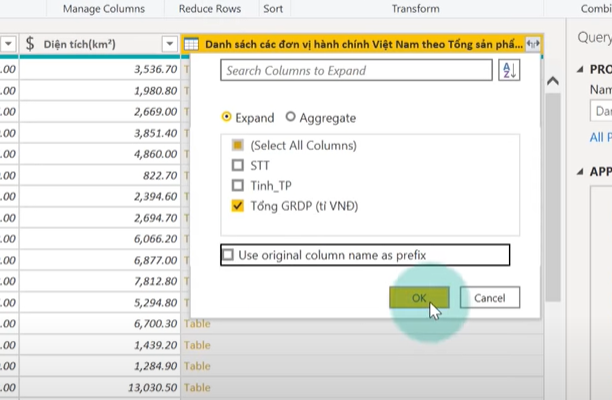 Manage Columns
Reduce Rows
Sort
Transform
Combi
$ Diện tích(km²)
Danh sách các đơn vị hành chính Việt Nam theo Tổng sản phẩ...
Query
.00 3,536.70 T
.00 1,980.80 T
.00 2,669.00 T
.00 3,851.40 T
.00 4,860.00 T
.00 822.70 T
.00 2,394.60 T
.00 2,694.70 T
.00 6,066.20 T
.00 6,877.00 T
.00 7,812.80 T
.00 5,294.80 T
.00 6,700.30 Table
.00 1,439.20 Table
.00 1,284.90 Table
.00 13,030.50 Table
Search Columns to Expand
Expand
Aggregate
(Select All Columns)
STT
Tinh_TP
Tổng GRDP (tỉ VNĐ)
Use original column name as prefix
OK
Cancel
PRO
Nam
Da
All P
APP